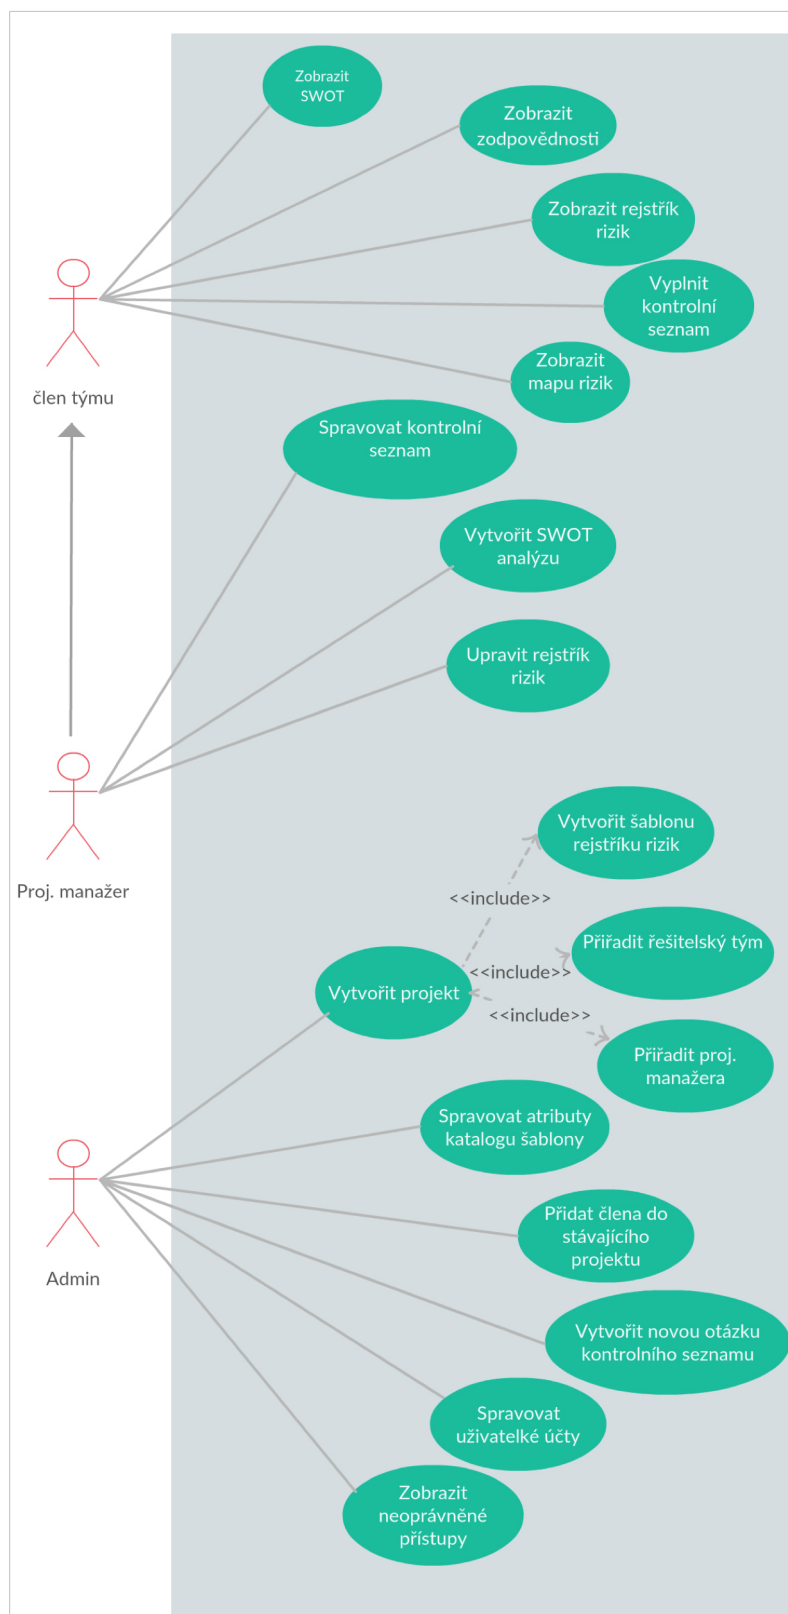 Zobrazit
SWOT
Zobrazit
zodpovědnosti
Zobrazit rejstřík
rizik
Vyplnit
kontrolní
seznam
Zobrazit
mapu rizik
člen týmu
Spravovat kontrolní
seznam
Vytvořit SWOT
analýzu
Upravit rejstřík
rizik
Proj. manažer
Vytvořit šablonu
rejstříku rizik
<<include>>
Přiřadit řešitelský tým
<<include>>
Vytvořit projekt
<<include>>
Přiřadit proj.
manažera
Spravovat atributy
katalogu šablony
Přidat člena do
stávajícího
projektu
Admin
Vytvořit novou otázku
kontrolního seznamu
Spravovat
uživatelké účty
Zobrazit
neoprávněné
přístupy